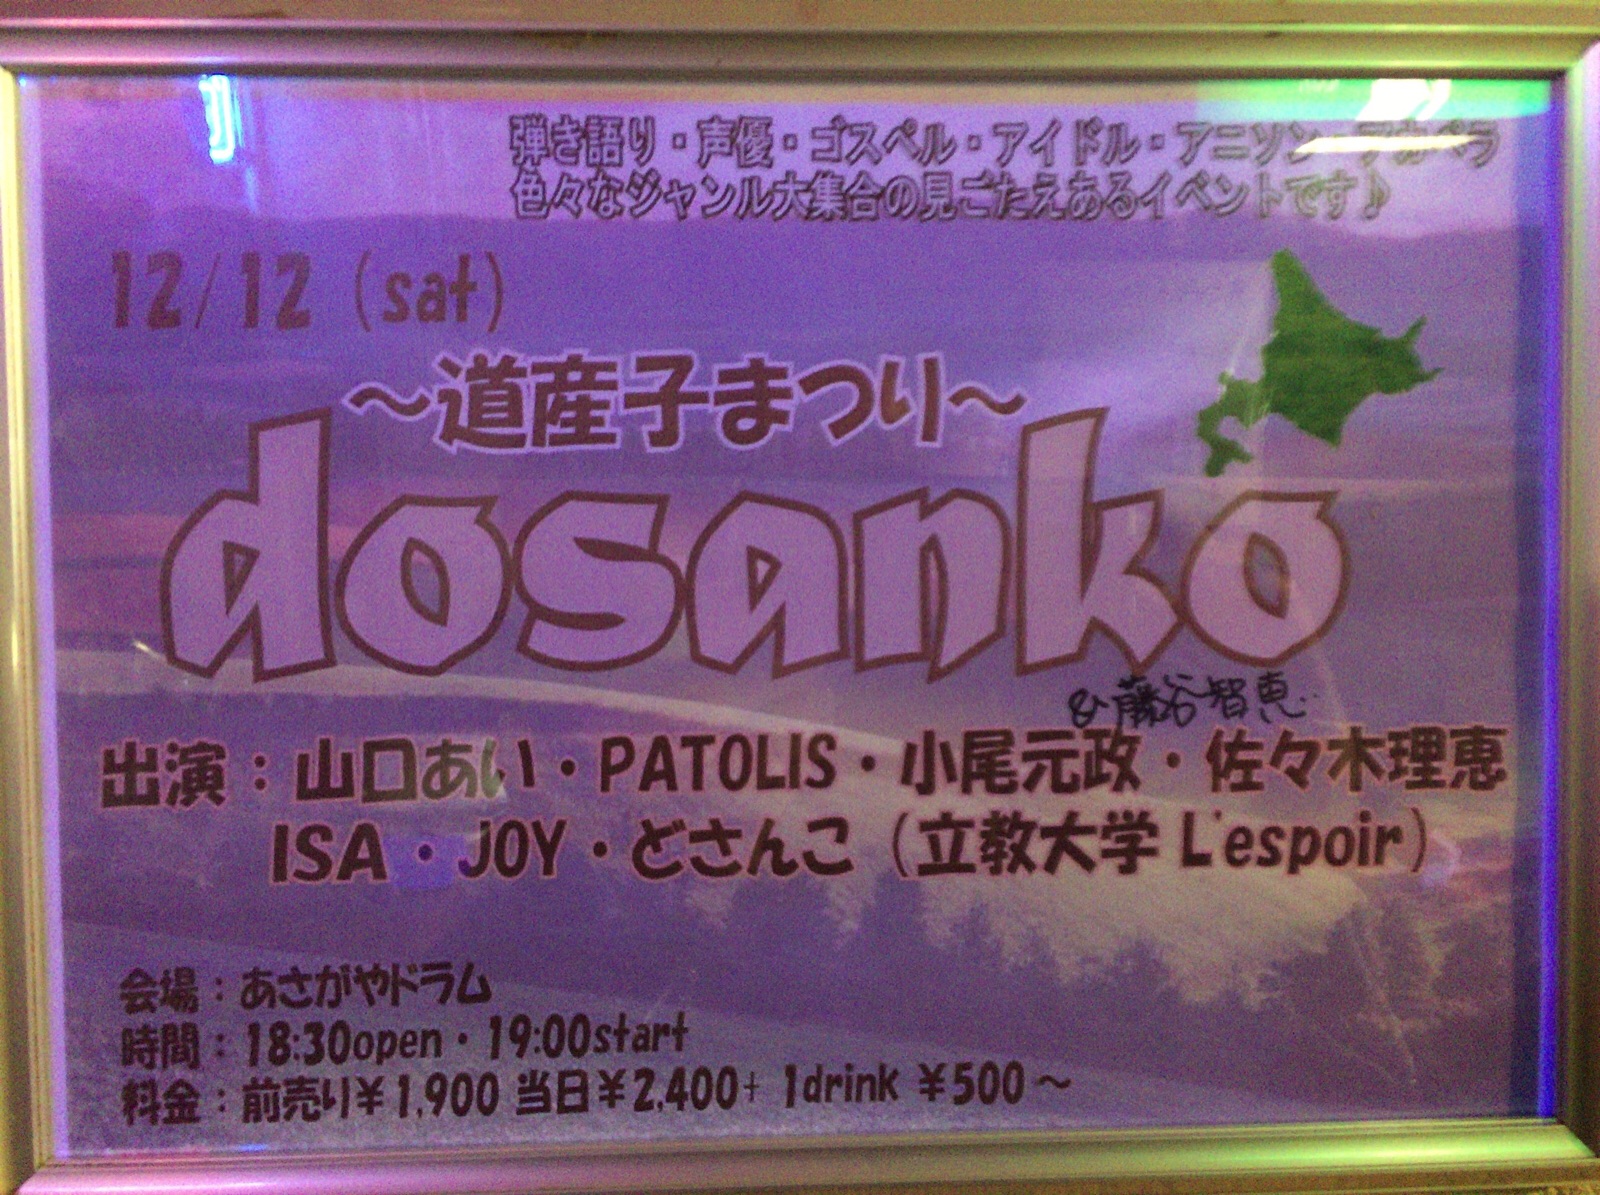 弾き語り・声優・ゴスペル・アイドル・アニソン・アカペラ
色々なジャンル大集合の見ごたえあるイベントです♪
12/12 (sat)
～道産子まつり～
dosanko
&藤谷智恵
出演：山口あい・PATOLIS・小尾元政・佐々木理恵
ISA・JOY・どさんこ（立教大学 L'espoir）
会場：あさがやドラム
時間：18:30open・19:00start
料金：前売り￥1,900 当日￥2,400+ 1drink ￥500～